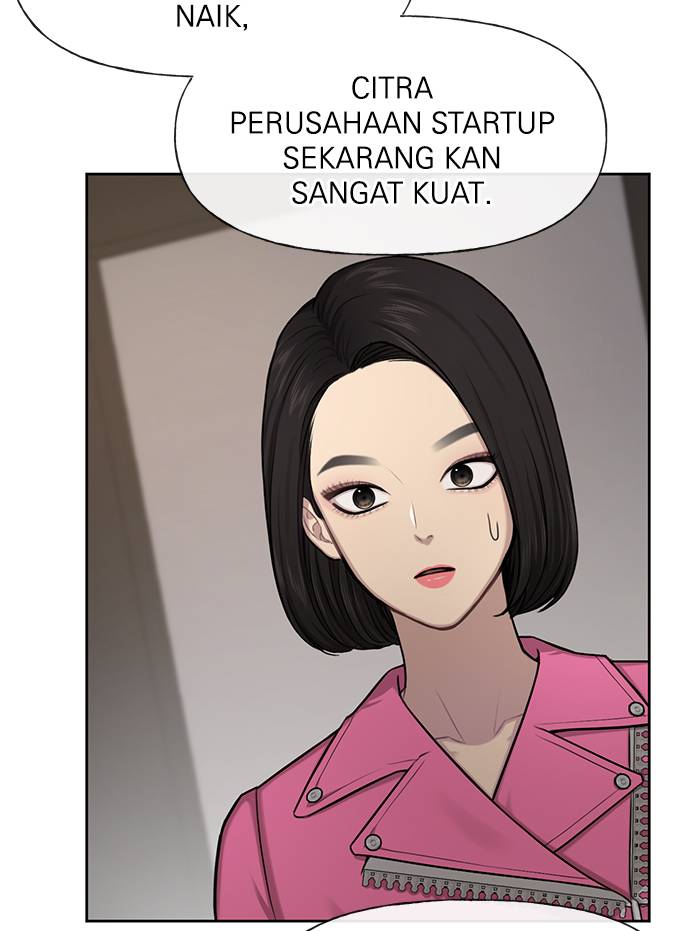 NAIK,
CITRA
PERUSAHAAN STARTUP
SEKARANG KAN
SANGAT KUAT.